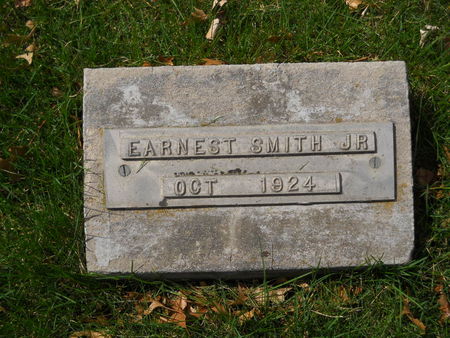 EARNEST SMITH JR
OCT 1924